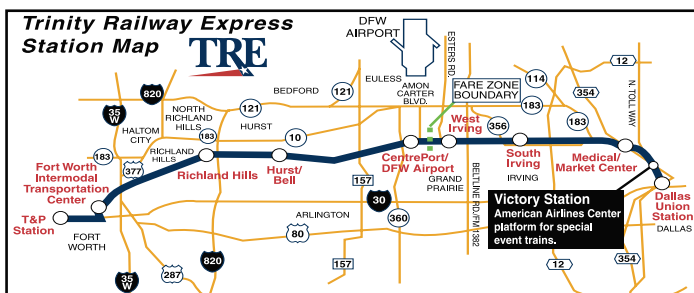 Trinity Railway Express
Station Map
TRE
DFW
AIRPORT
ESTERS RD.
12
N. TOLL WAY
114
354
EULESS
AMON
CARTER
BLVD.
FARE ZONE
BOUNDARY
183
820
35
W
121
BEDFORD
121
NORTH
RICHLAND
HILLS
HURST
10
183
HALTOM
CITY
West
Irving
356
183
183
377
RICHLAND
HILLS
Fort Worth
Intermodal
Transportation
Center
Richland Hills
Hurst/
Bell
CentrePort/
DFW Airport
GRAND
PRAIRIE
BELTLINE RD./FM 1382
South
Irving
IRVING
Medical/
Market Center
157
30
T&P
Station
FORT
WORTH
ARLINGTON
80
360
Victory Station
American Airlines Center
platform for special
event trains.
Dallas
Union
Station
DALLAS
35
W
287
820
157
12
354